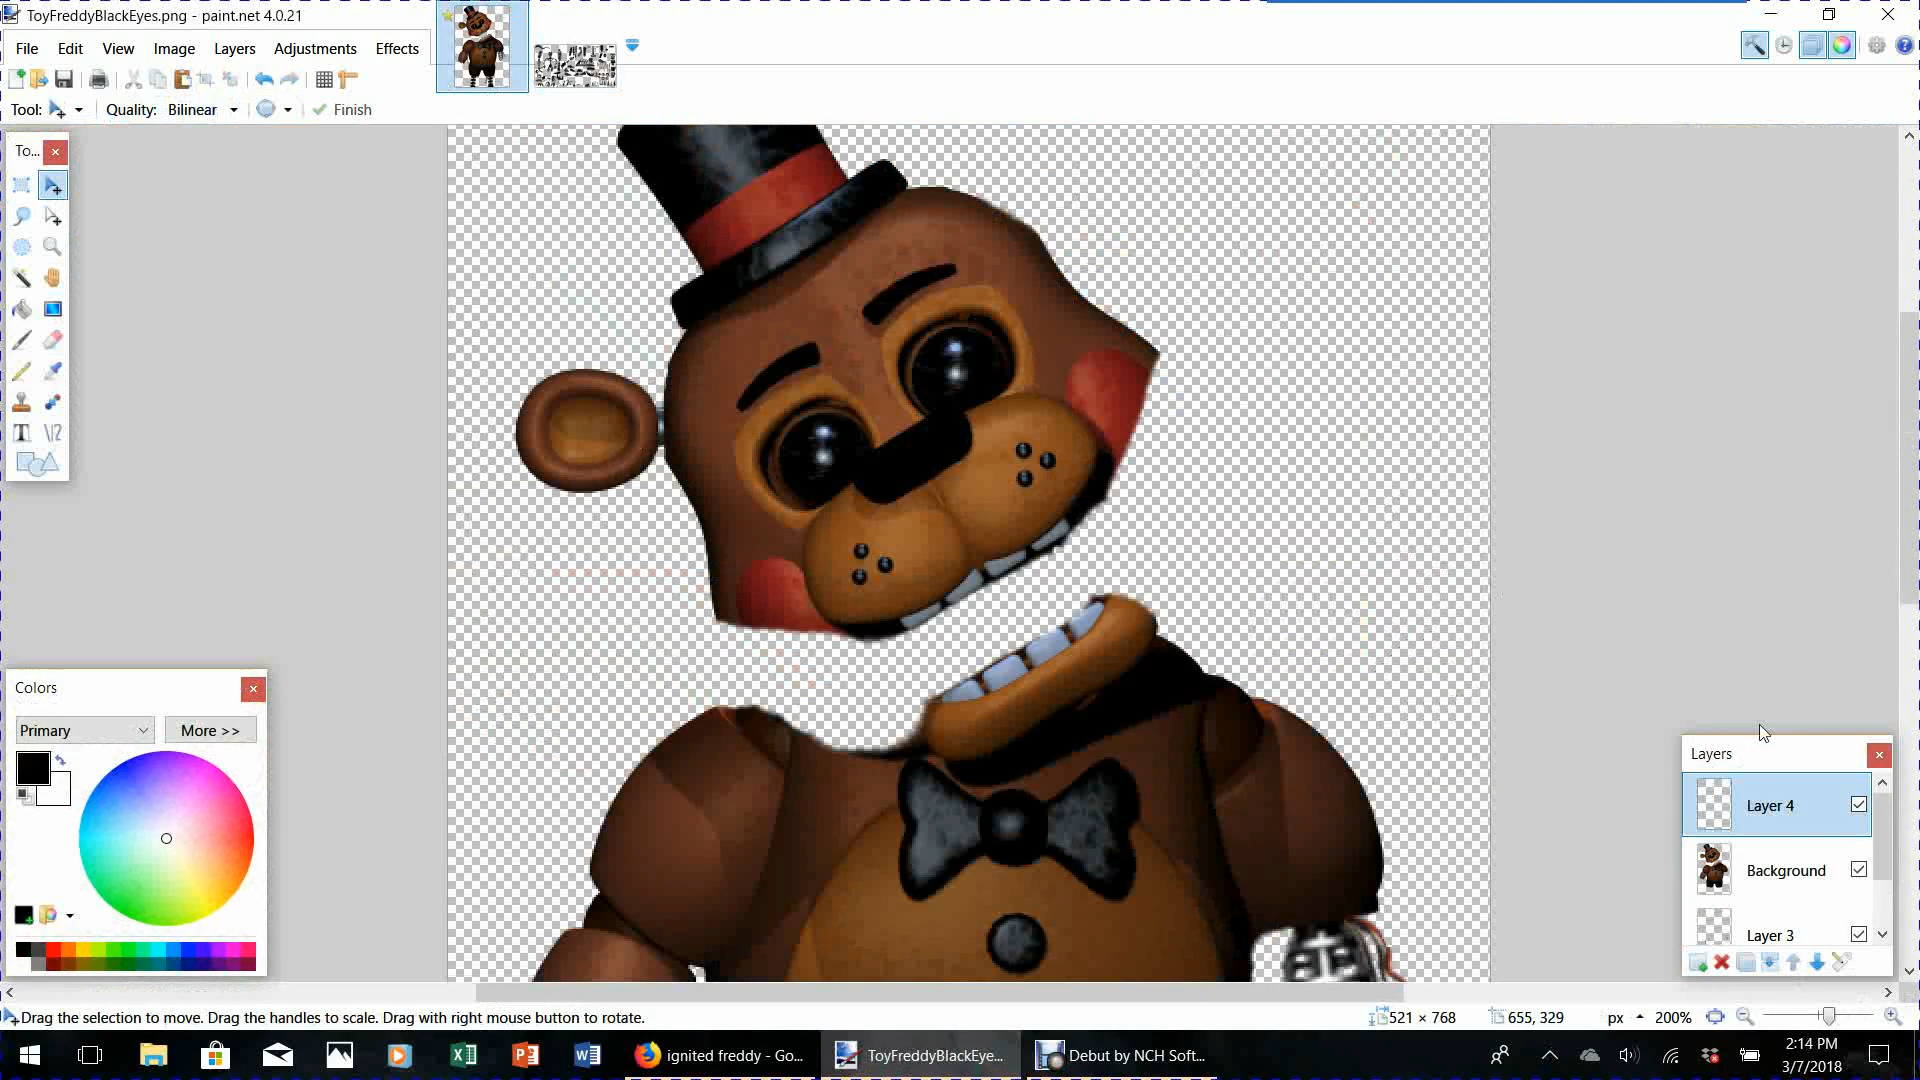 ToyFreddyBlackEyes.png - paint.net 4.0.21
File Edit View Image Layers Adjustments Effects
Tool: Quality: Bilinear Finish
To...
Colors
Primary More >>
Layers
Layer 4
Background
Layer 3
Drag the selection to move. Drag the handles to scale. Drag with right mouse button to rotate.
521 × 768 655, 329 px 200%
ignited freddy - Go... ToyFreddyBlackEye... Debut by NCH Soft...
2:14 PM
3/7/2018